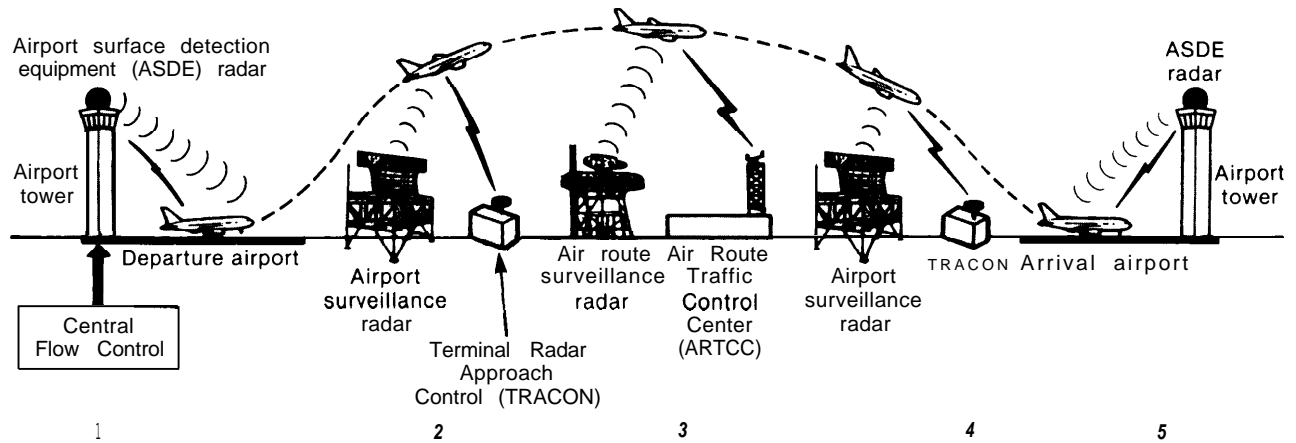 Airport surface detection
equipment (ASDE) radar
ASDE
radar
Airport
tower
Airport
tower
Departure airport
Airport
surveillance
radar
Terminal Radar
Approach
Control (TRACON)
Air route
surveillance
radar
Air Route
Traffic
Control
Center
(ARTCC)
Airport
surveillance
radar
TRACON
Arrival airport
Central
Flow Control
1 2 3 4 5